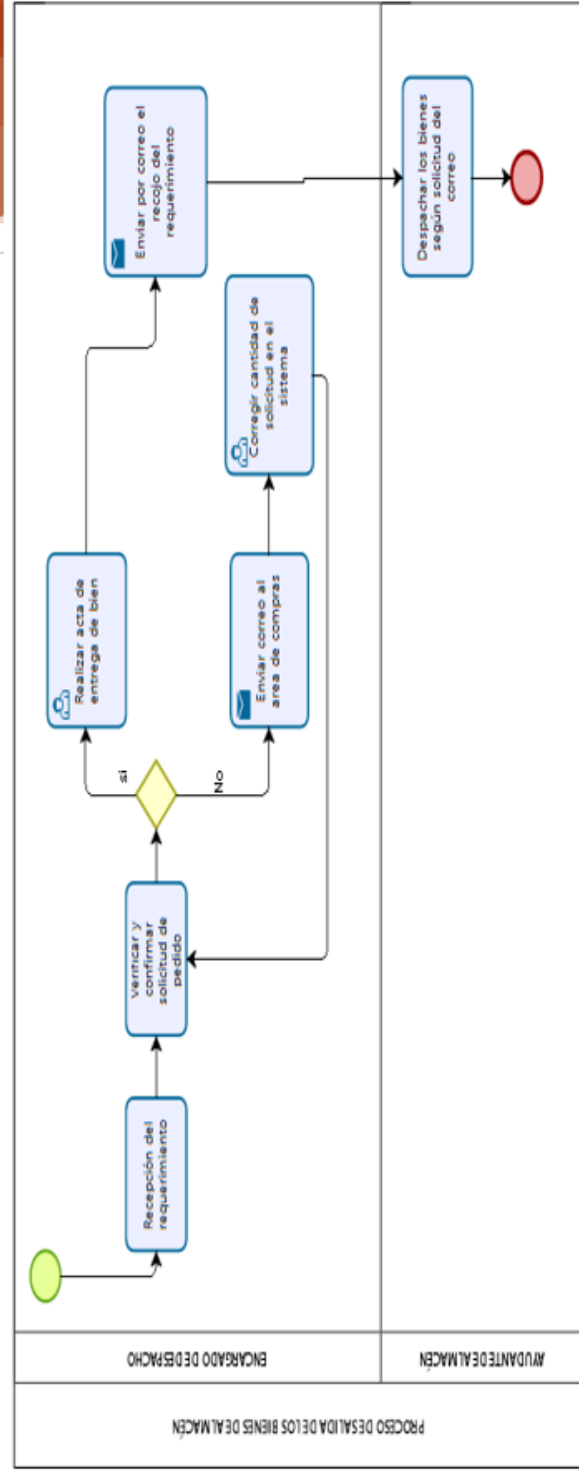 PROCESO DE SALIDA DE LOS BIENES DE ALMACÉN
ENCARGADO DE DESPACHO
AYUDANTE DE ALMACÉN
Recepción del
requerimiento
Verificar y
confirmar
solicitud de
pedido
si
No
Realizar acta de
entrega de bien
Enviar correo al
area de compras
Corregir cantidad de
solicitud en el
sistema
Enviar por correo el
recojo del
requerimiento
Despachar los bienes
según solicitud del
correo